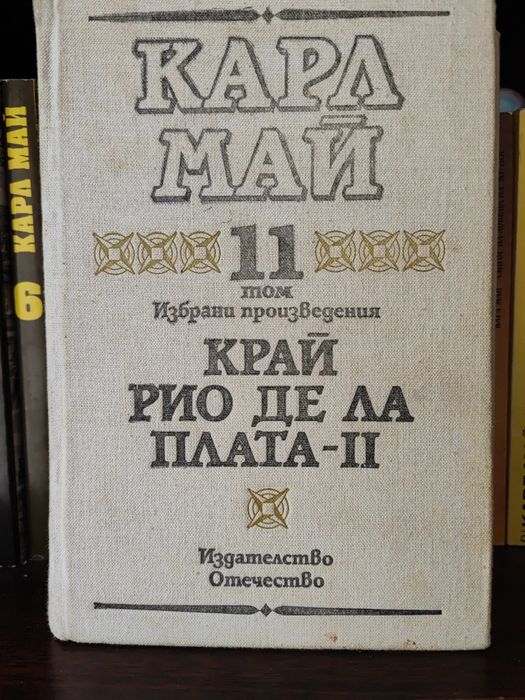 КАРЛ
МАЙ
11
том
Избрани произведения
КРАЙ
РИО ДЕ ЛА
ПЛАТА-II
Издателство
Отечество
6 КАРЛ МАЙ